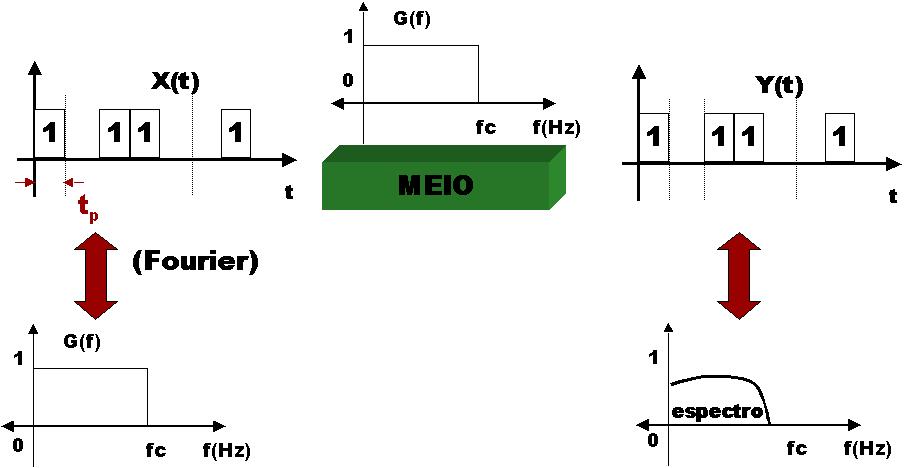 X(t)
1 1 1 1
t
tp
(Fourier)
G(f)
1
0
fc f(Hz)
G(f)
1
0
fc f(Hz)
MEIO
Y(t)
1 1 1 1
t
1
espectro
0
fc f(Hz)